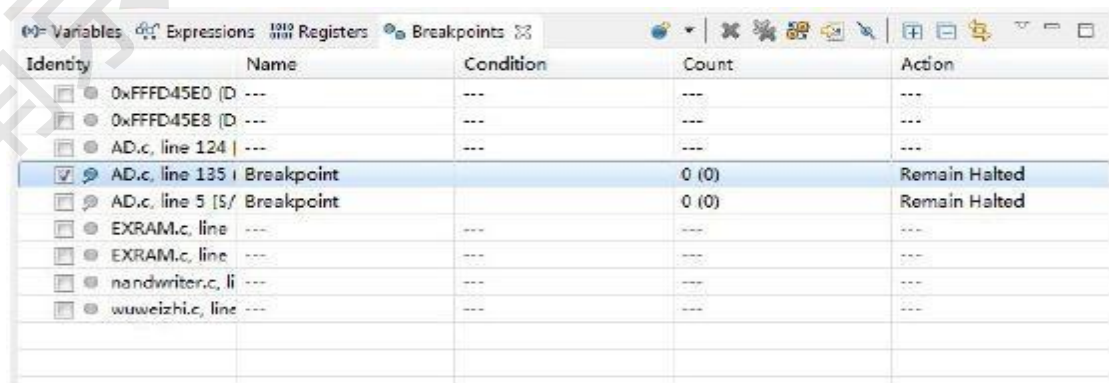 (x)= Variables Expressions 1010 Registers Breakpoints
Identity Name Condition Count Action
0xFFFD45E0 (D --- --- --- ---
0xFFFD45E8 (D --- --- --- ---
AD.c, line 124 --- --- --- ---
AD.c, line 135 Breakpoint 0 (0) Remain Halted
AD.c, line 5 [S/ Breakpoint 0 (0) Remain Halted
EXRAM.c, line --- --- --- ---
EXRAM.c, line --- --- --- ---
nandwriter.c, li --- --- --- ---
wuweizhi.c, line --- --- --- ---